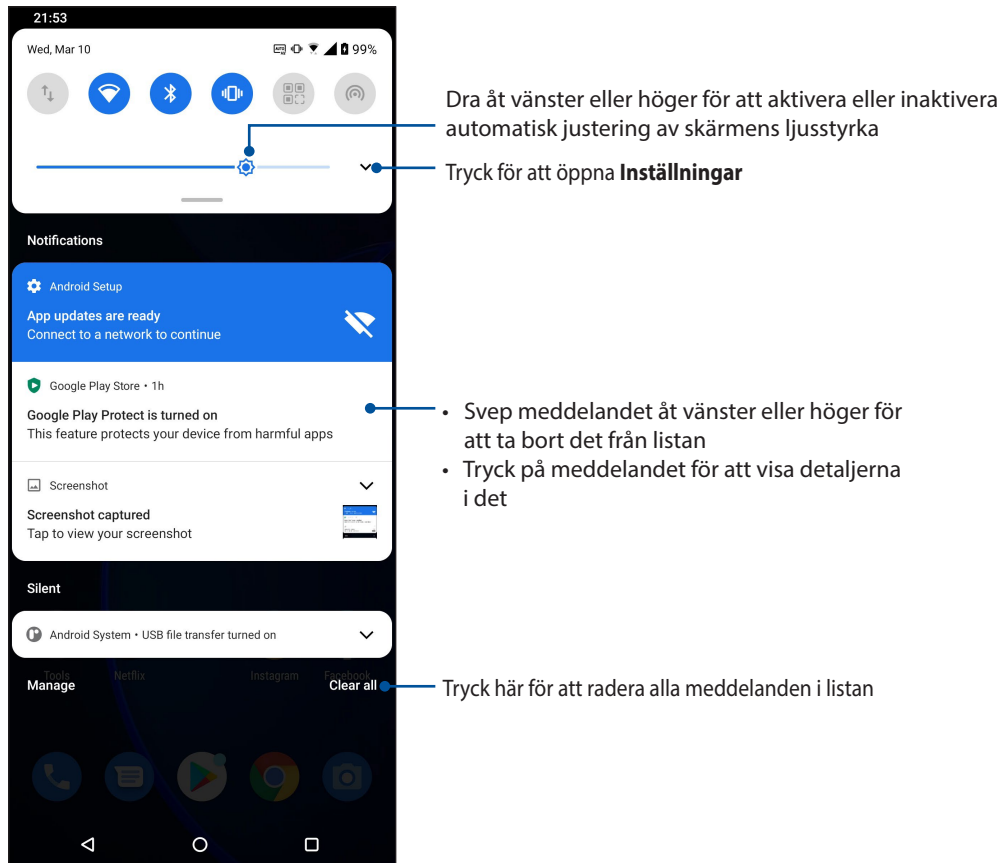 21:53
Wed, Mar 10
99%
Dra åt vänster eller höger för att aktivera eller inaktivera
automatisk justering av skärmens ljusstyrka
Tryck för att öppna Inställningar
Notifications
Android Setup
App updates are ready
Connect to a network to continue
Google Play Store • 1h
Google Play Protect is turned on
This feature protects your device from harmful apps
• Svep meddelandet åt vänster eller höger för
att ta bort det från listan
• Tryck på meddelandet för att visa detaljerna
i det
Screenshot
Screenshot captured
Tap to view your screenshot
Silent
Android System • USB file transfer turned on
Tools Netflix Instagram Facebook
Manage Clear all
Tryck här för att radera alla meddelanden i listan